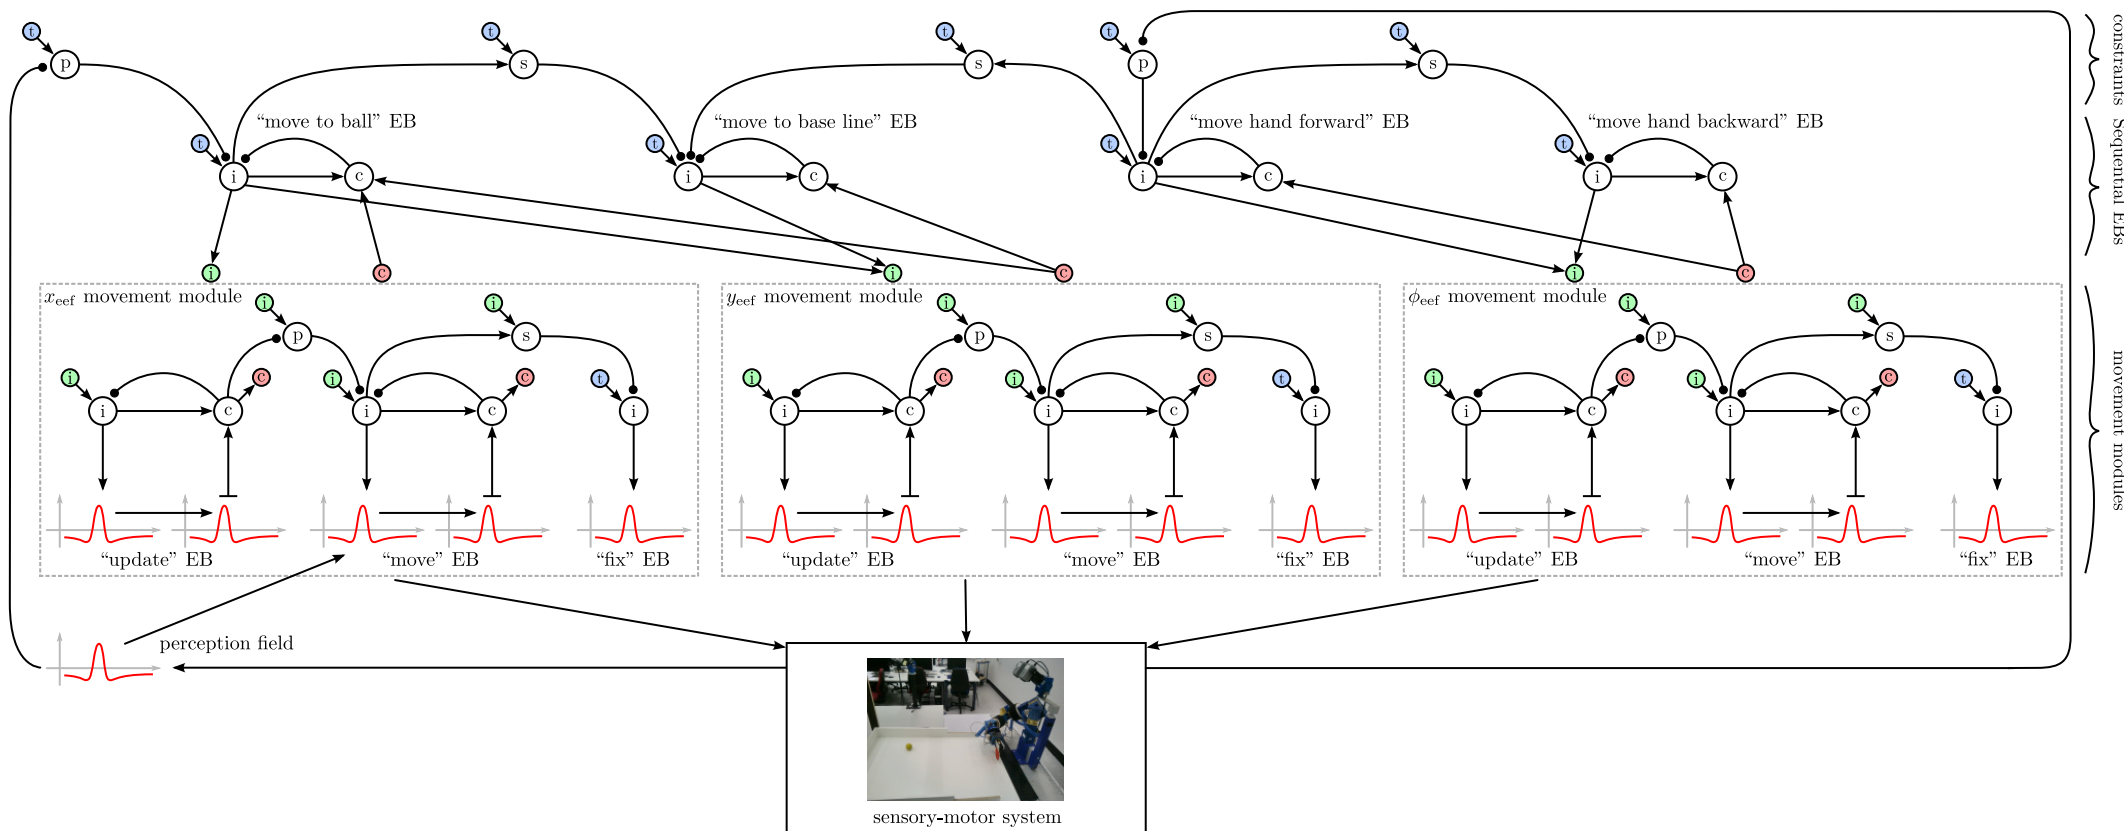 t t t t t
p s s p s
constraints
"move to ball" EB "move to base line" EB "move hand forward" EB "move hand backward" EB
t t t t
i c i c i c i c
Sequential EBs
i c i c i c
x_eef movement module y_eef movement module ϕ_eef movement module
i i i i i i
p s p s p s
i c i c t i c i c t i c i c t
i c i c i i c i c i i c i c i
movement modules
"update" EB "move" EB "fix" EB "update" EB "move" EB "fix" EB "update" EB "move" EB "fix" EB
perception field
sensory-motor system